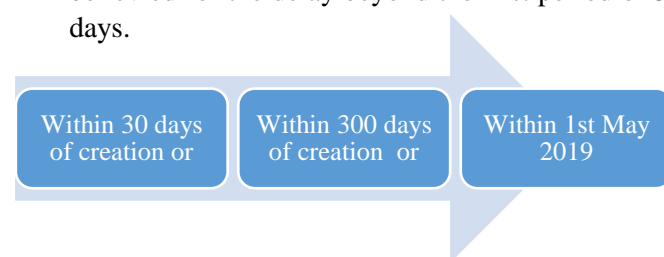 days.
Within 30 days
of creation or
Within 300 days
of creation or
Within 1st May
2019